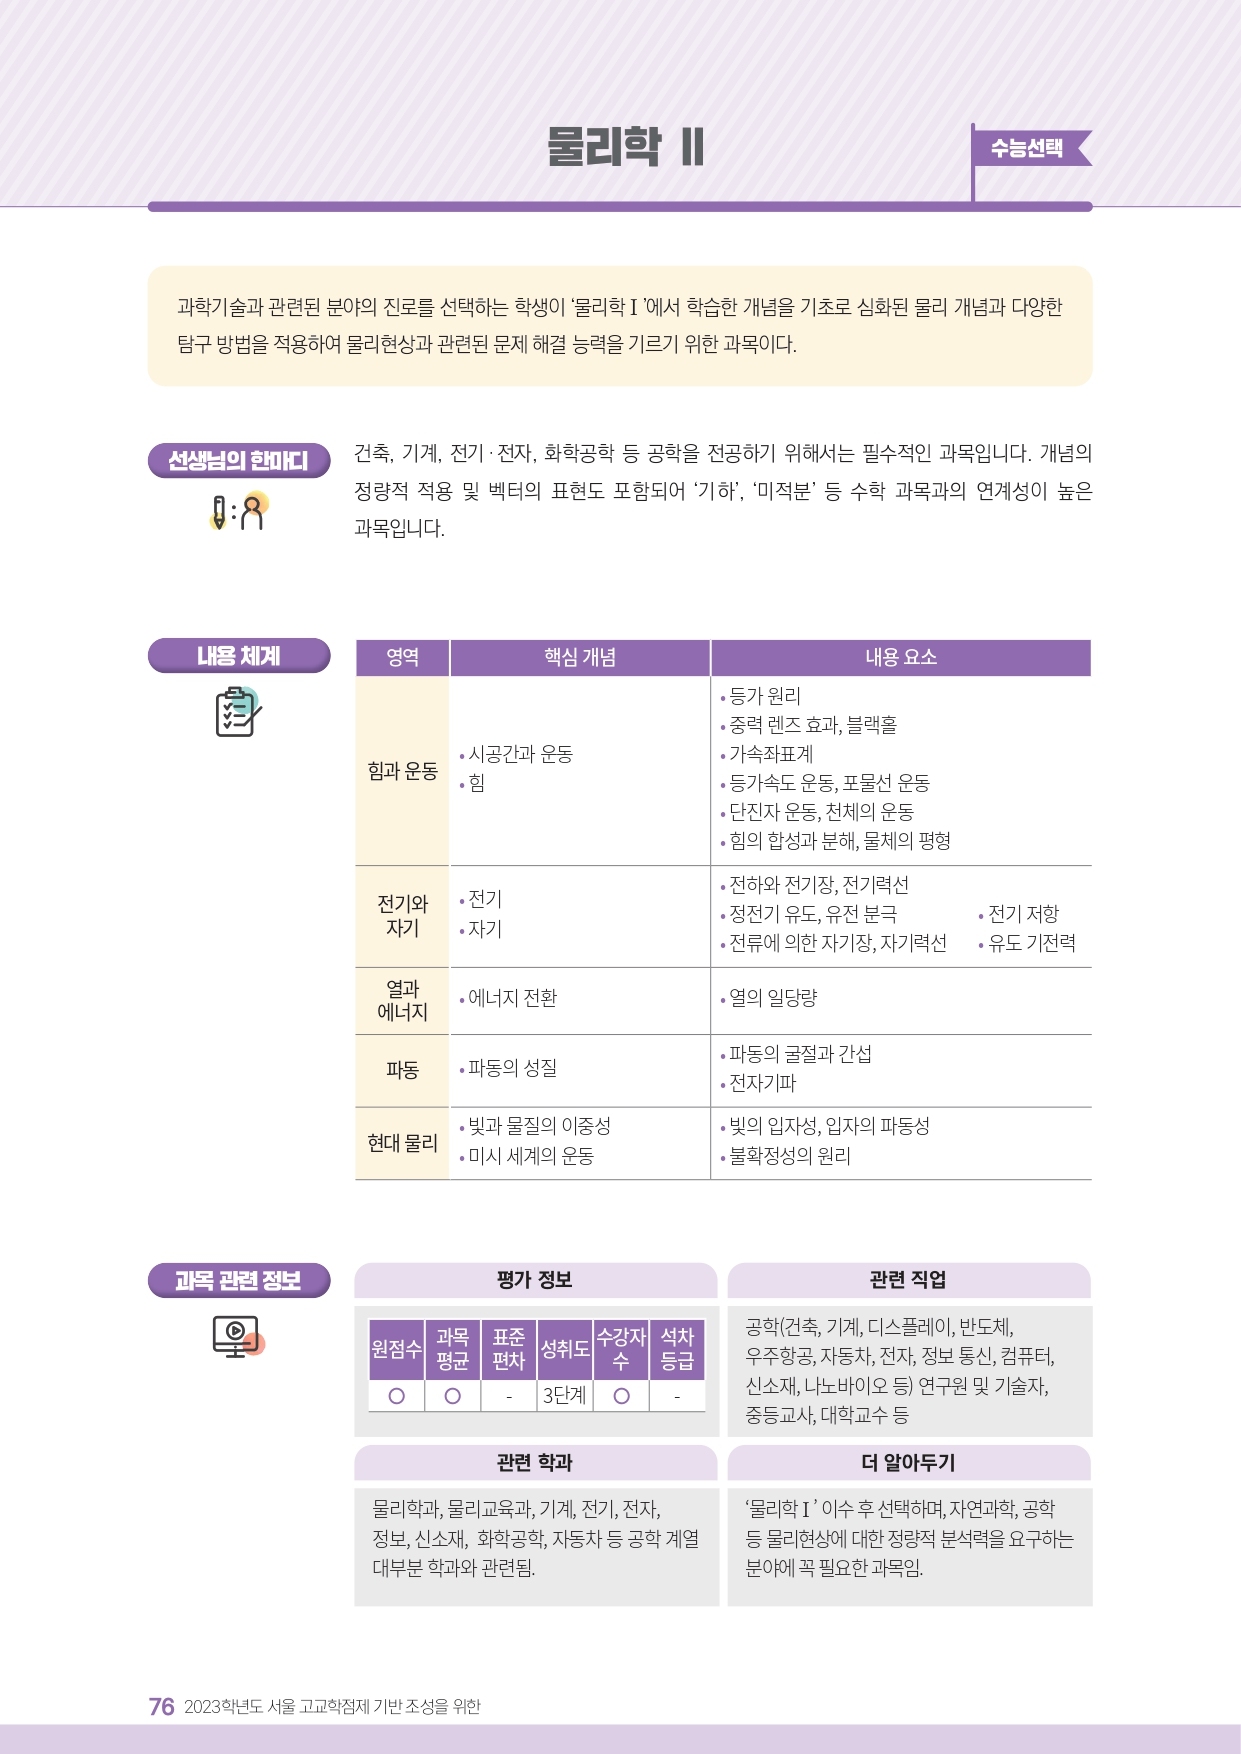 물리학 Ⅱ
수능선택
과학기술과 관련된 분야의 진로를 선택하는 학생이 ‘물리학Ⅰ’에서 학습한 개념을 기초로 심화된 물리 개념과 다양한
탐구 방법을 적용하여 물리현상과 관련된 문제 해결 능력을 기르기 위한 과목이다.
선생님의 한마디
건축, 기계, 전기·전자, 화학공학 등 공학을 전공하기 위해서는 필수적인 과목입니다. 개념의
정량적 적용 및 벡터의 표현도 포함되어 ‘기하’, ‘미적분’ 등 수학 과목과의 연계성이 높은
과목입니다.
내용 체계
영역 핵심 개념 내용 요소
힘과 운동
• 시공간과 운동
• 힘
• 등가 원리
• 중력 렌즈 효과, 블랙홀
• 가속좌표계
• 등가속도 운동, 포물선 운동
• 단진자 운동, 천체의 운동
• 힘의 합성과 분해, 물체의 평형
전기와
자기
• 전기
• 자기
• 전하와 전기장, 전기력선
• 정전기 유도, 유전 분극 • 전기 저항
• 전류에 의한 자기장, 자기력선 • 유도 기전력
열과
에너지
• 에너지 전환
• 열의 일당량
파동
• 파동의 성질
• 파동의 굴절과 간섭
• 전자기파
현대 물리
• 빛과 물질의 이중성
• 미시 세계의 운동
• 빛의 입자성, 입자의 파동성
• 불확정성의 원리
과목 관련 정보
평가 정보
원점수 과목 평균 표준 편차 성취도 수강자 수 석차 등급
○ ○ - 3단계 ○ -
관련 직업
공학(건축, 기계, 디스플레이, 반도체,
우주항공, 자동차, 전자, 정보 통신, 컴퓨터,
신소재, 나노바이오 등) 연구원 및 기술자,
중등교사, 대학교수 등
관련 학과
물리학과, 물리교육과, 기계, 전기, 전자,
정보, 신소재, 화학공학, 자동차 등 공학 계열
대부분 학과와 관련됨.
더 알아두기
‘물리학Ⅰ’ 이수 후 선택하며, 자연과학, 공학
등 물리현상에 대한 정량적 분석력을 요구하는
분야에 꼭 필요한 과목임.
76 2023학년도 서울 고교학점제 기반 조성을 위한